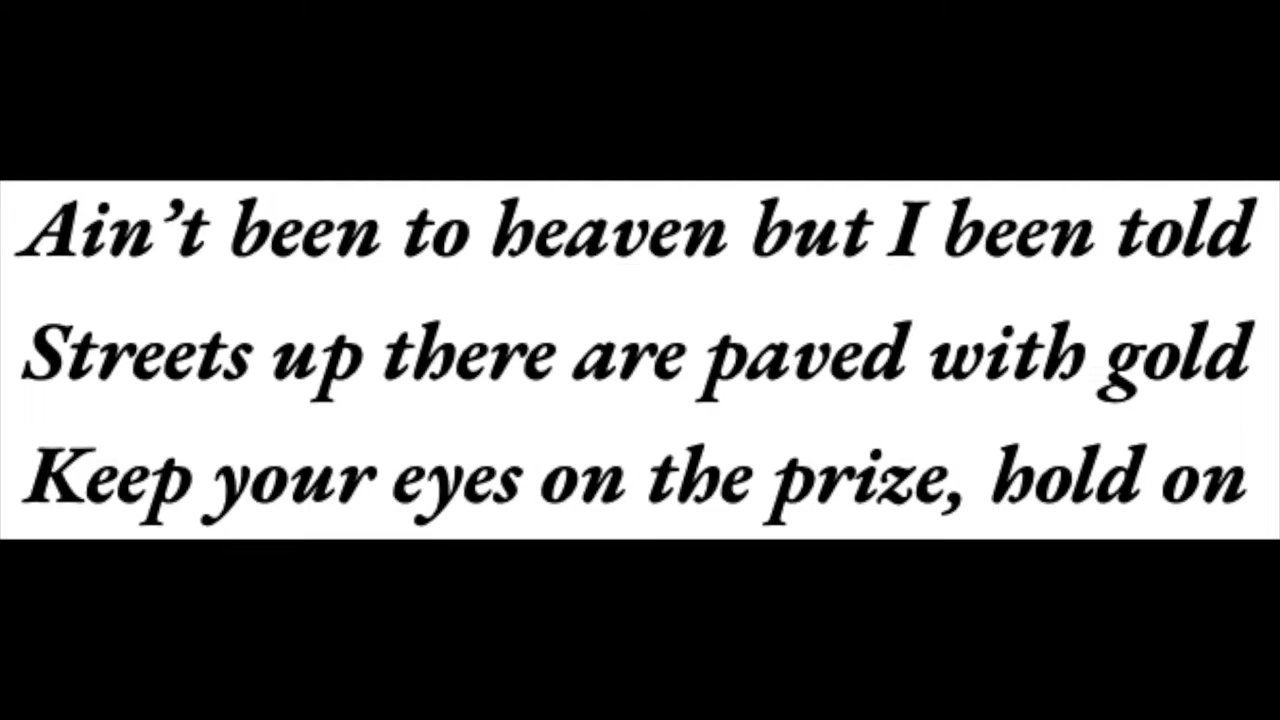 Ain’t been to heaven but I been told
Streets up there are paved with gold
Keep your eyes on the prize, hold on